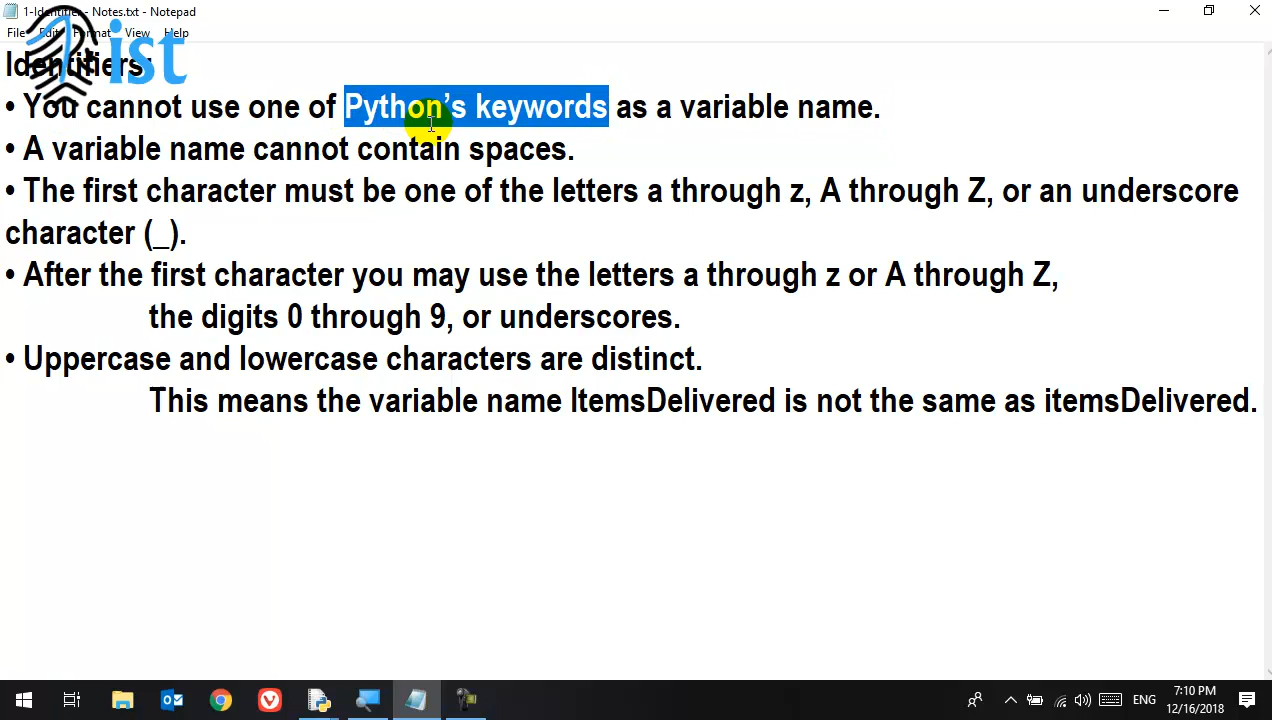 1-Identifier - Notes.txt - Notepad
File Edit Format View Help
ist
Identifiers:
• You cannot use one of Python’s keywords as a variable name.
• A variable name cannot contain spaces.
• The first character must be one of the letters a through z, A through Z, or an underscore
character (_).
• After the first character you may use the letters a through z or A through Z,
the digits 0 through 9, or underscores.
• Uppercase and lowercase characters are distinct.
This means the variable name ItemsDelivered is not the same as itemsDelivered.
ENG
7:10 PM
12/16/2018